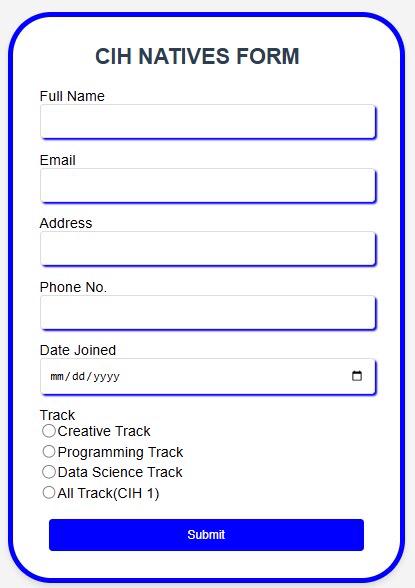 CIH NATIVES FORM
Full Name
Email
Address
Phone No.
Date Joined
mm/dd/yyyy
Track
Creative Track
Programming Track
Data Science Track
All Track(CIH 1)
Submit